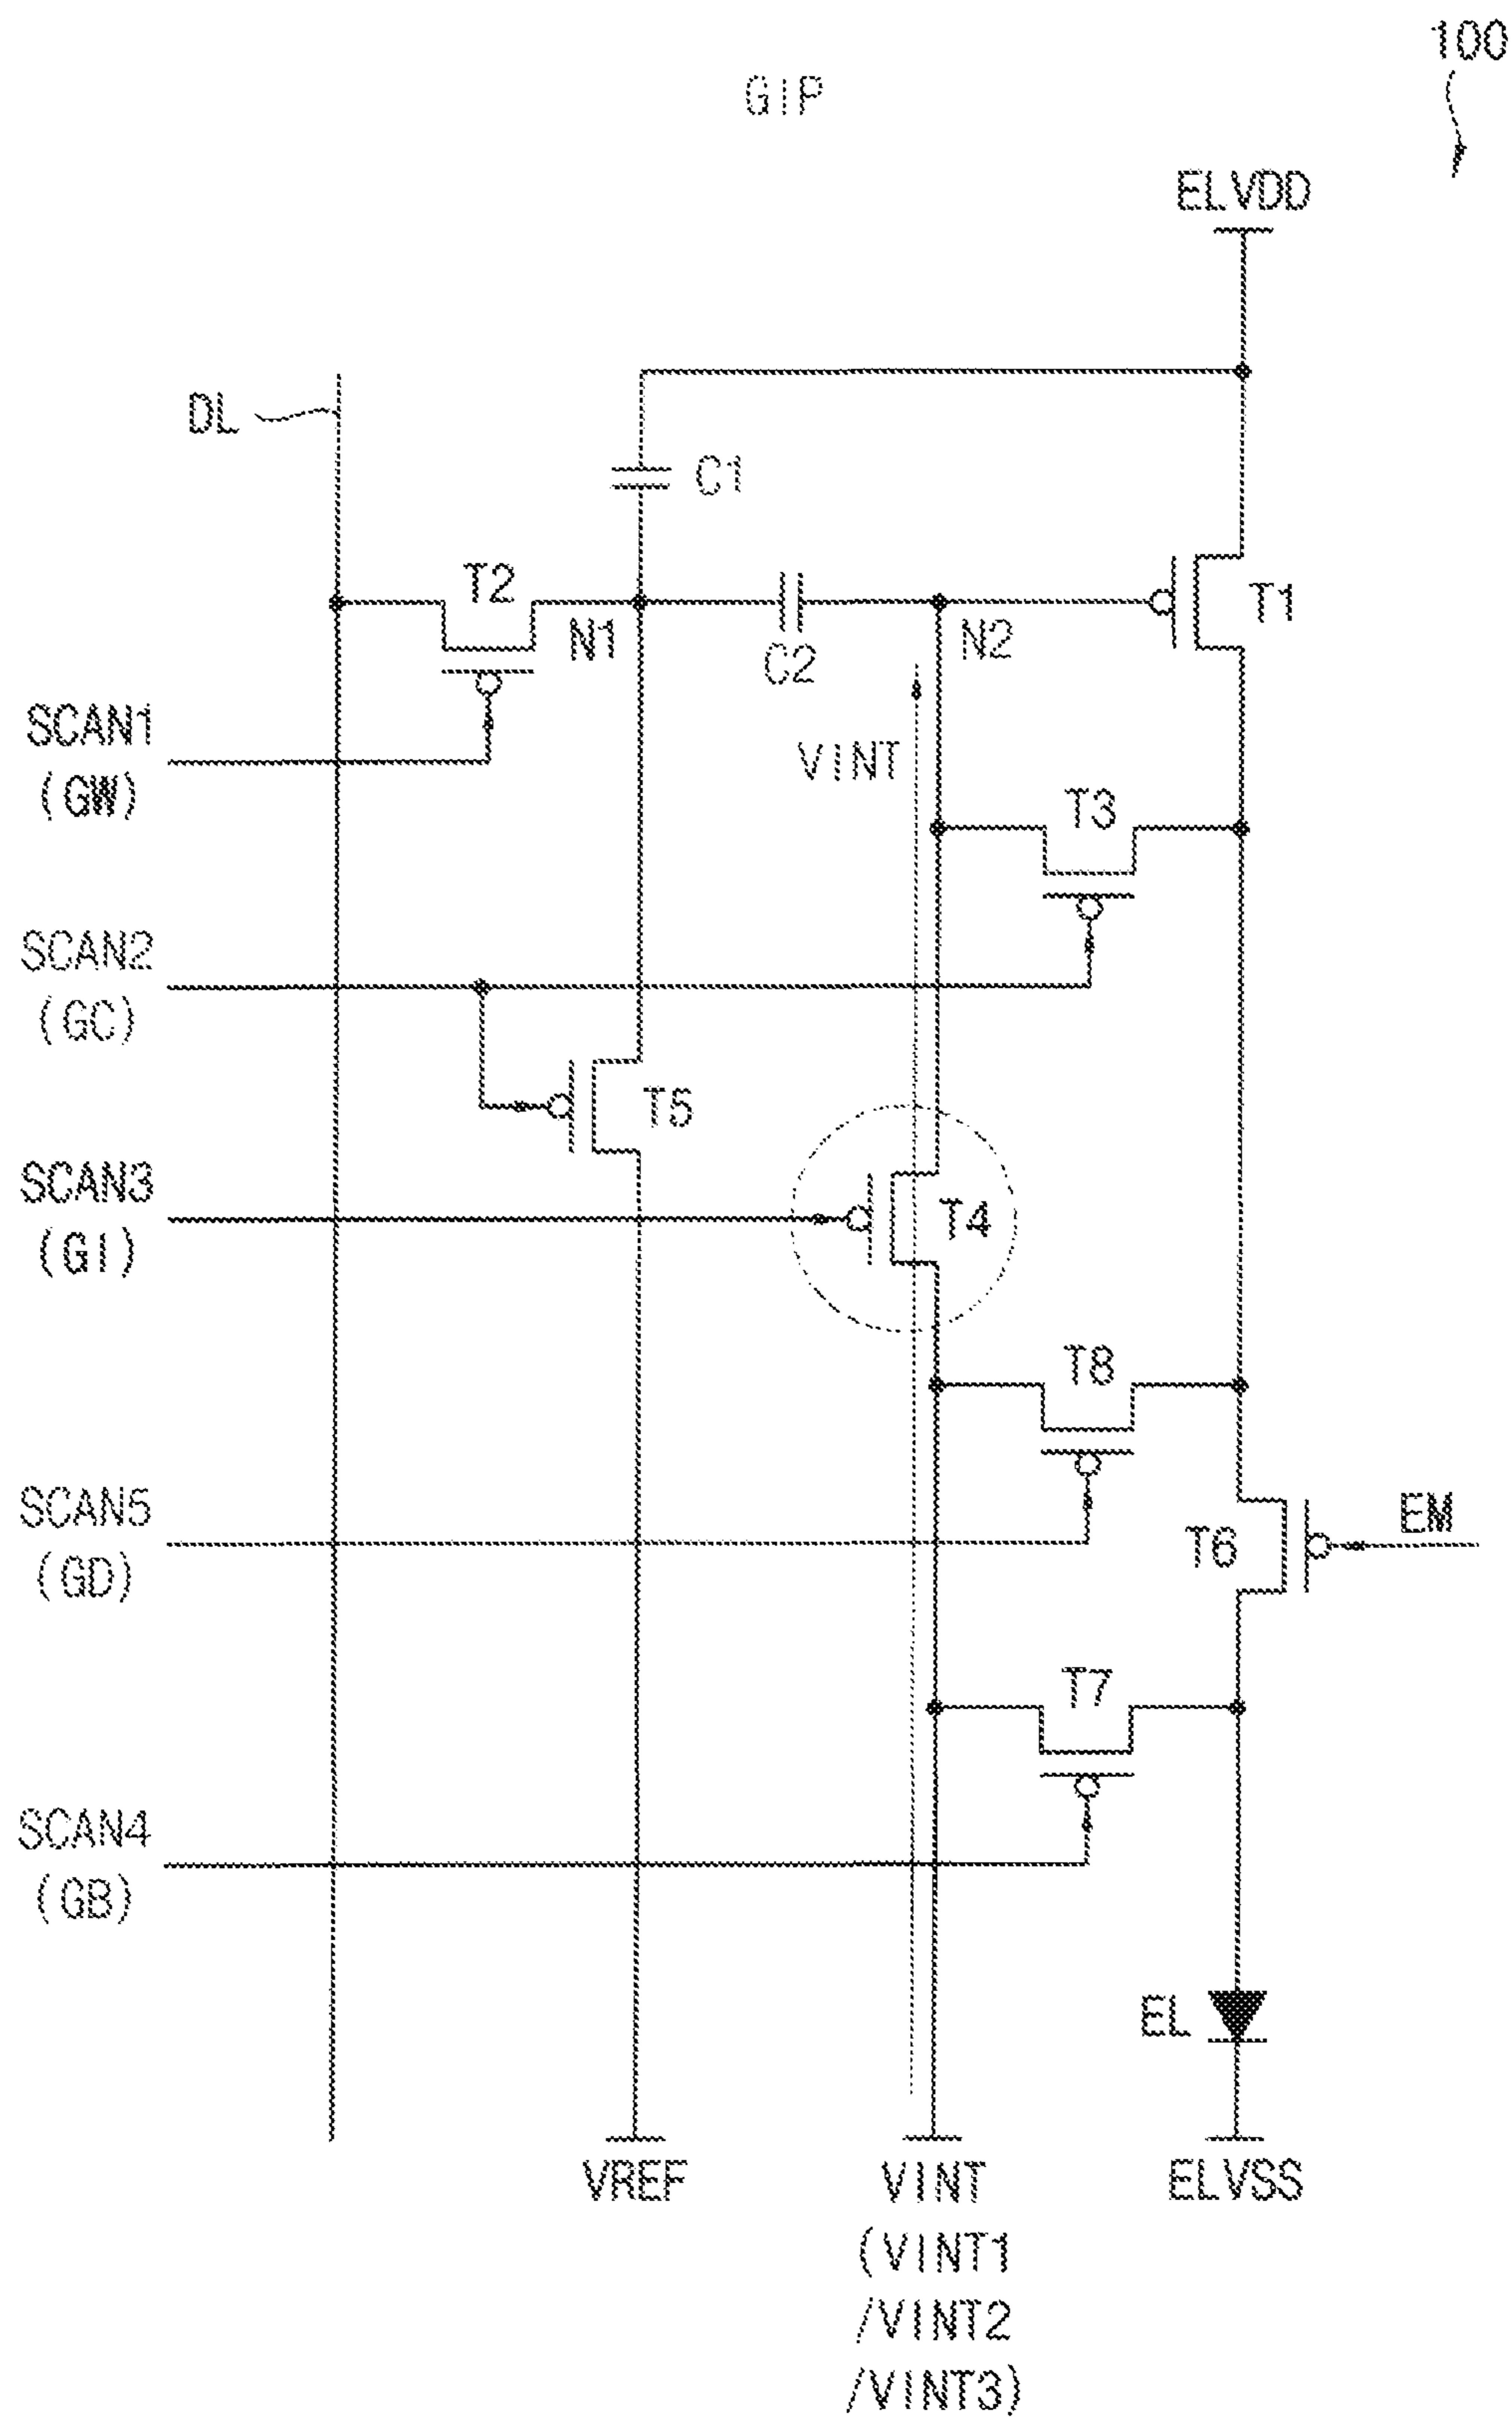 100
GIP
ELVDD
DL
C1
T2
T1
N1
C2
N2
SCAN1
(GW)
VINT
T3
SCAN2
(GC)
T5
SCAN3
(GI)
T4
T8
SCAN5
(GD)
T6
EM
T7
SCAN4
(GB)
EL
VREF
VINT
(VINT1
/VINT2
/VINT3)
ELVSS